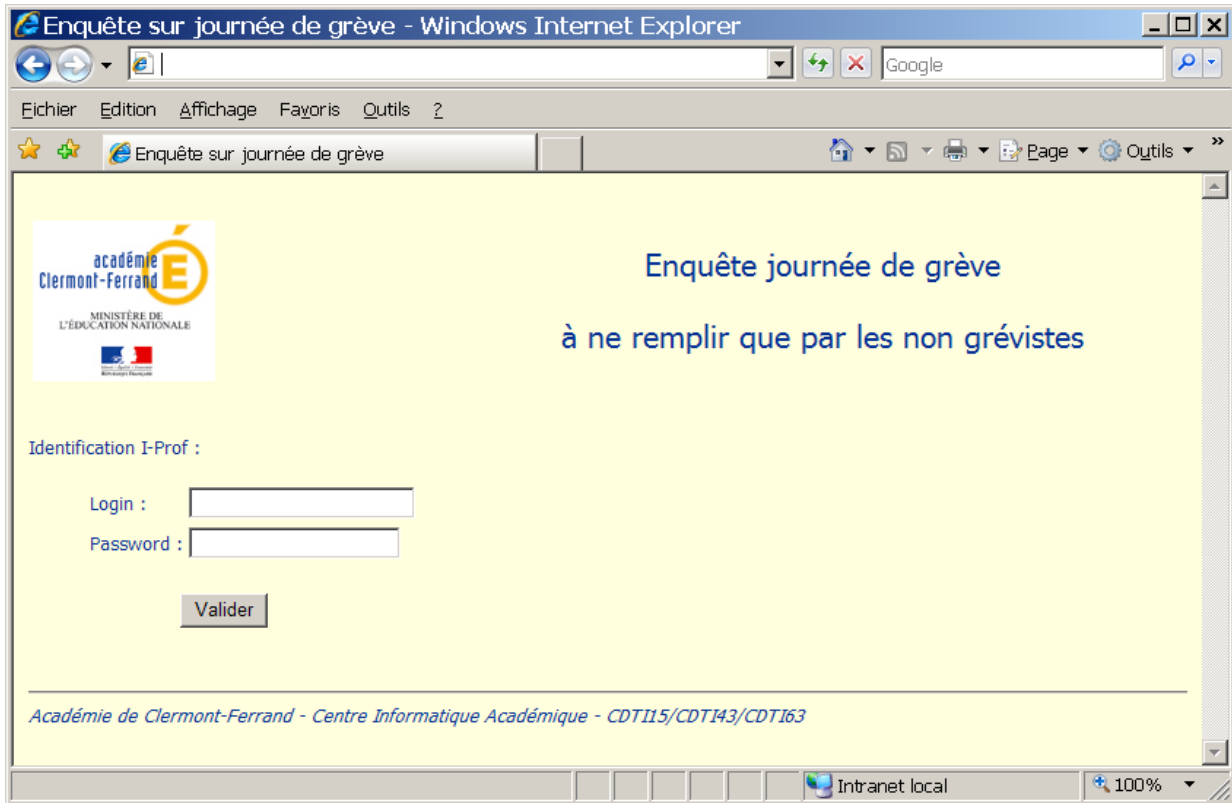 Enquête sur journée de grève - Windows Internet Explorer
Google
Fichier Edition Affichage Favoris Outils ?
Enquête sur journée de grève
Page Outils »
académie
Clermont-Ferrand
MINISTÈRE DE
L'ÉDUCATION NATIONALE
Enquête journée de grève
à ne remplir que par les non grévistes
Identification I-Prof :
Login :
Password :
Valider
Académie de Clermont-Ferrand - Centre Informatique Académique - CDTI15/CDTI43/CDTI63
Intranet local 100%